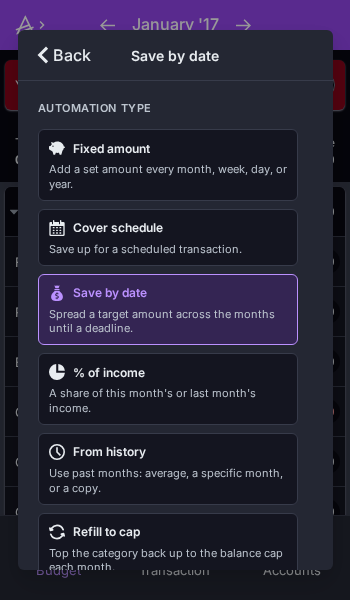 January '17
Back
Save by date
AUTOMATION TYPE
Fixed amount
Add a set amount every month, week, day, or
year.
Cover schedule
Save up for a scheduled transaction.
Save by date
Spread a target amount across the months
until a deadline.
% of income
A share of this month's or last month's
income.
From history
Use past months: average, a specific month,
or a copy.
Refill to cap
Top the category back up to the balance cap
each month.
Budget
Transaction
Accounts